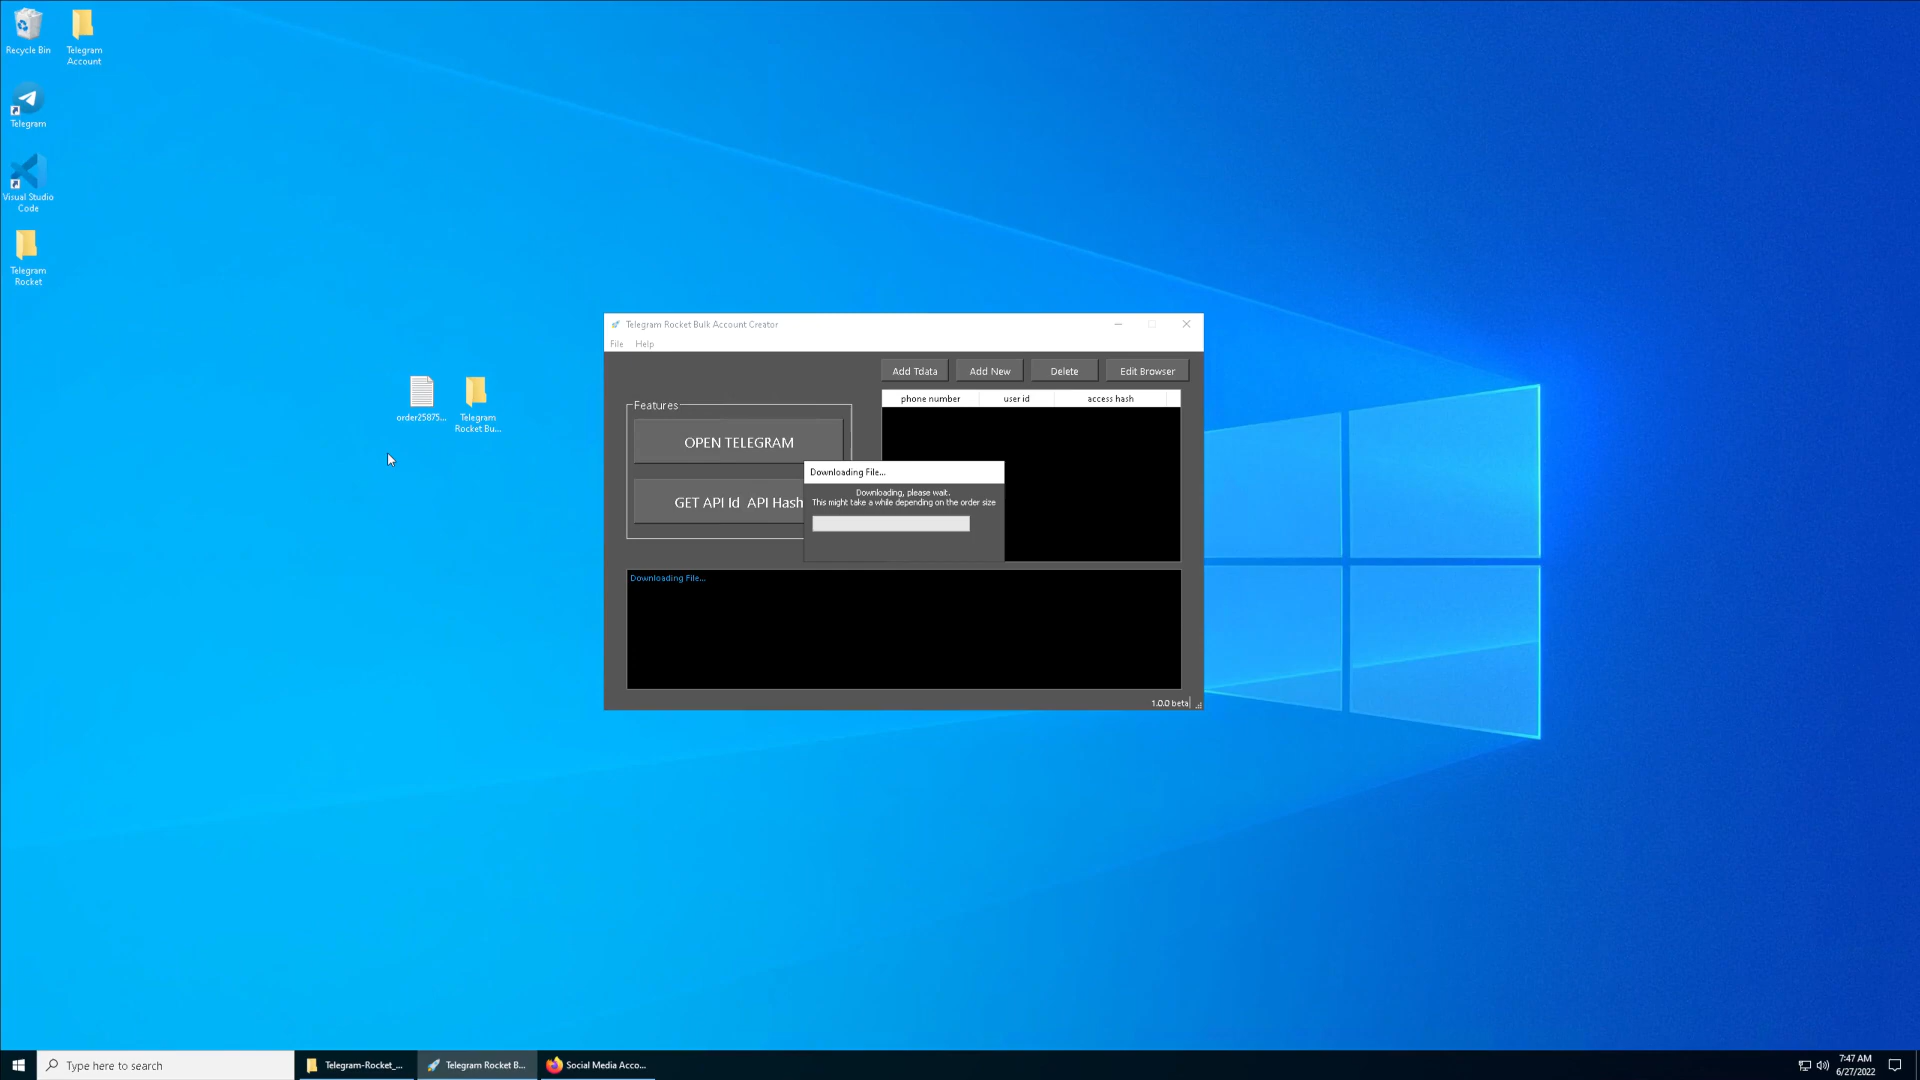 Recycle Bin
Telegram
Account
Telegram
Visual Studio
Code
Telegram
Rocket
order25875...
Telegram
Rocket Bu...
Telegram Rocket Bulk Account Creator
File Help
Add Tdata Add New Delete Edit Browser
phone number user id access hash
Features
OPEN TELEGRAM
GET API Id API Hash
Downloading File...
Downloading, please wait.
This might take a while depending on the order size
Downloading File...
1.0.0 beta
Type here to search
Telegram-Rocket_...
Telegram Rocket B...
Social Media Acco...
7:47 AM
6/27/2022